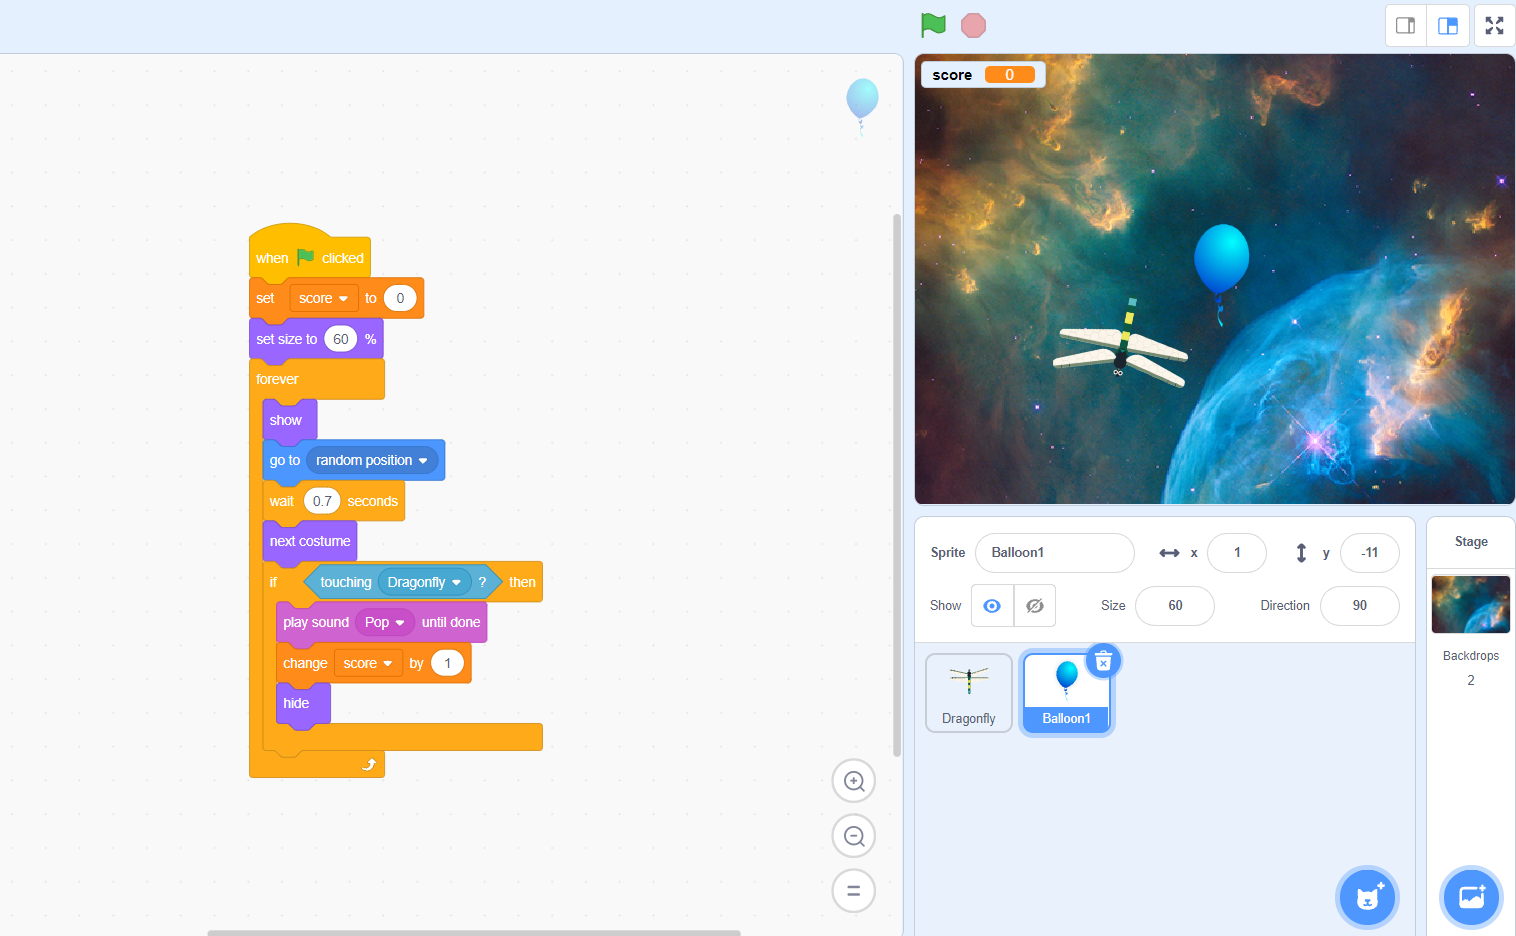 score 0
when clicked
set score to 0
set size to 60 %
forever
show
go to random position
wait 0.7 seconds
next costume
if touching Dragonfly ? then
play sound Pop until done
change score by 1
hide
Sprite Balloon1 x 1 y -11
Show Size 60 Direction 90
Dragonfly
Balloon1
Stage
Backdrops
2